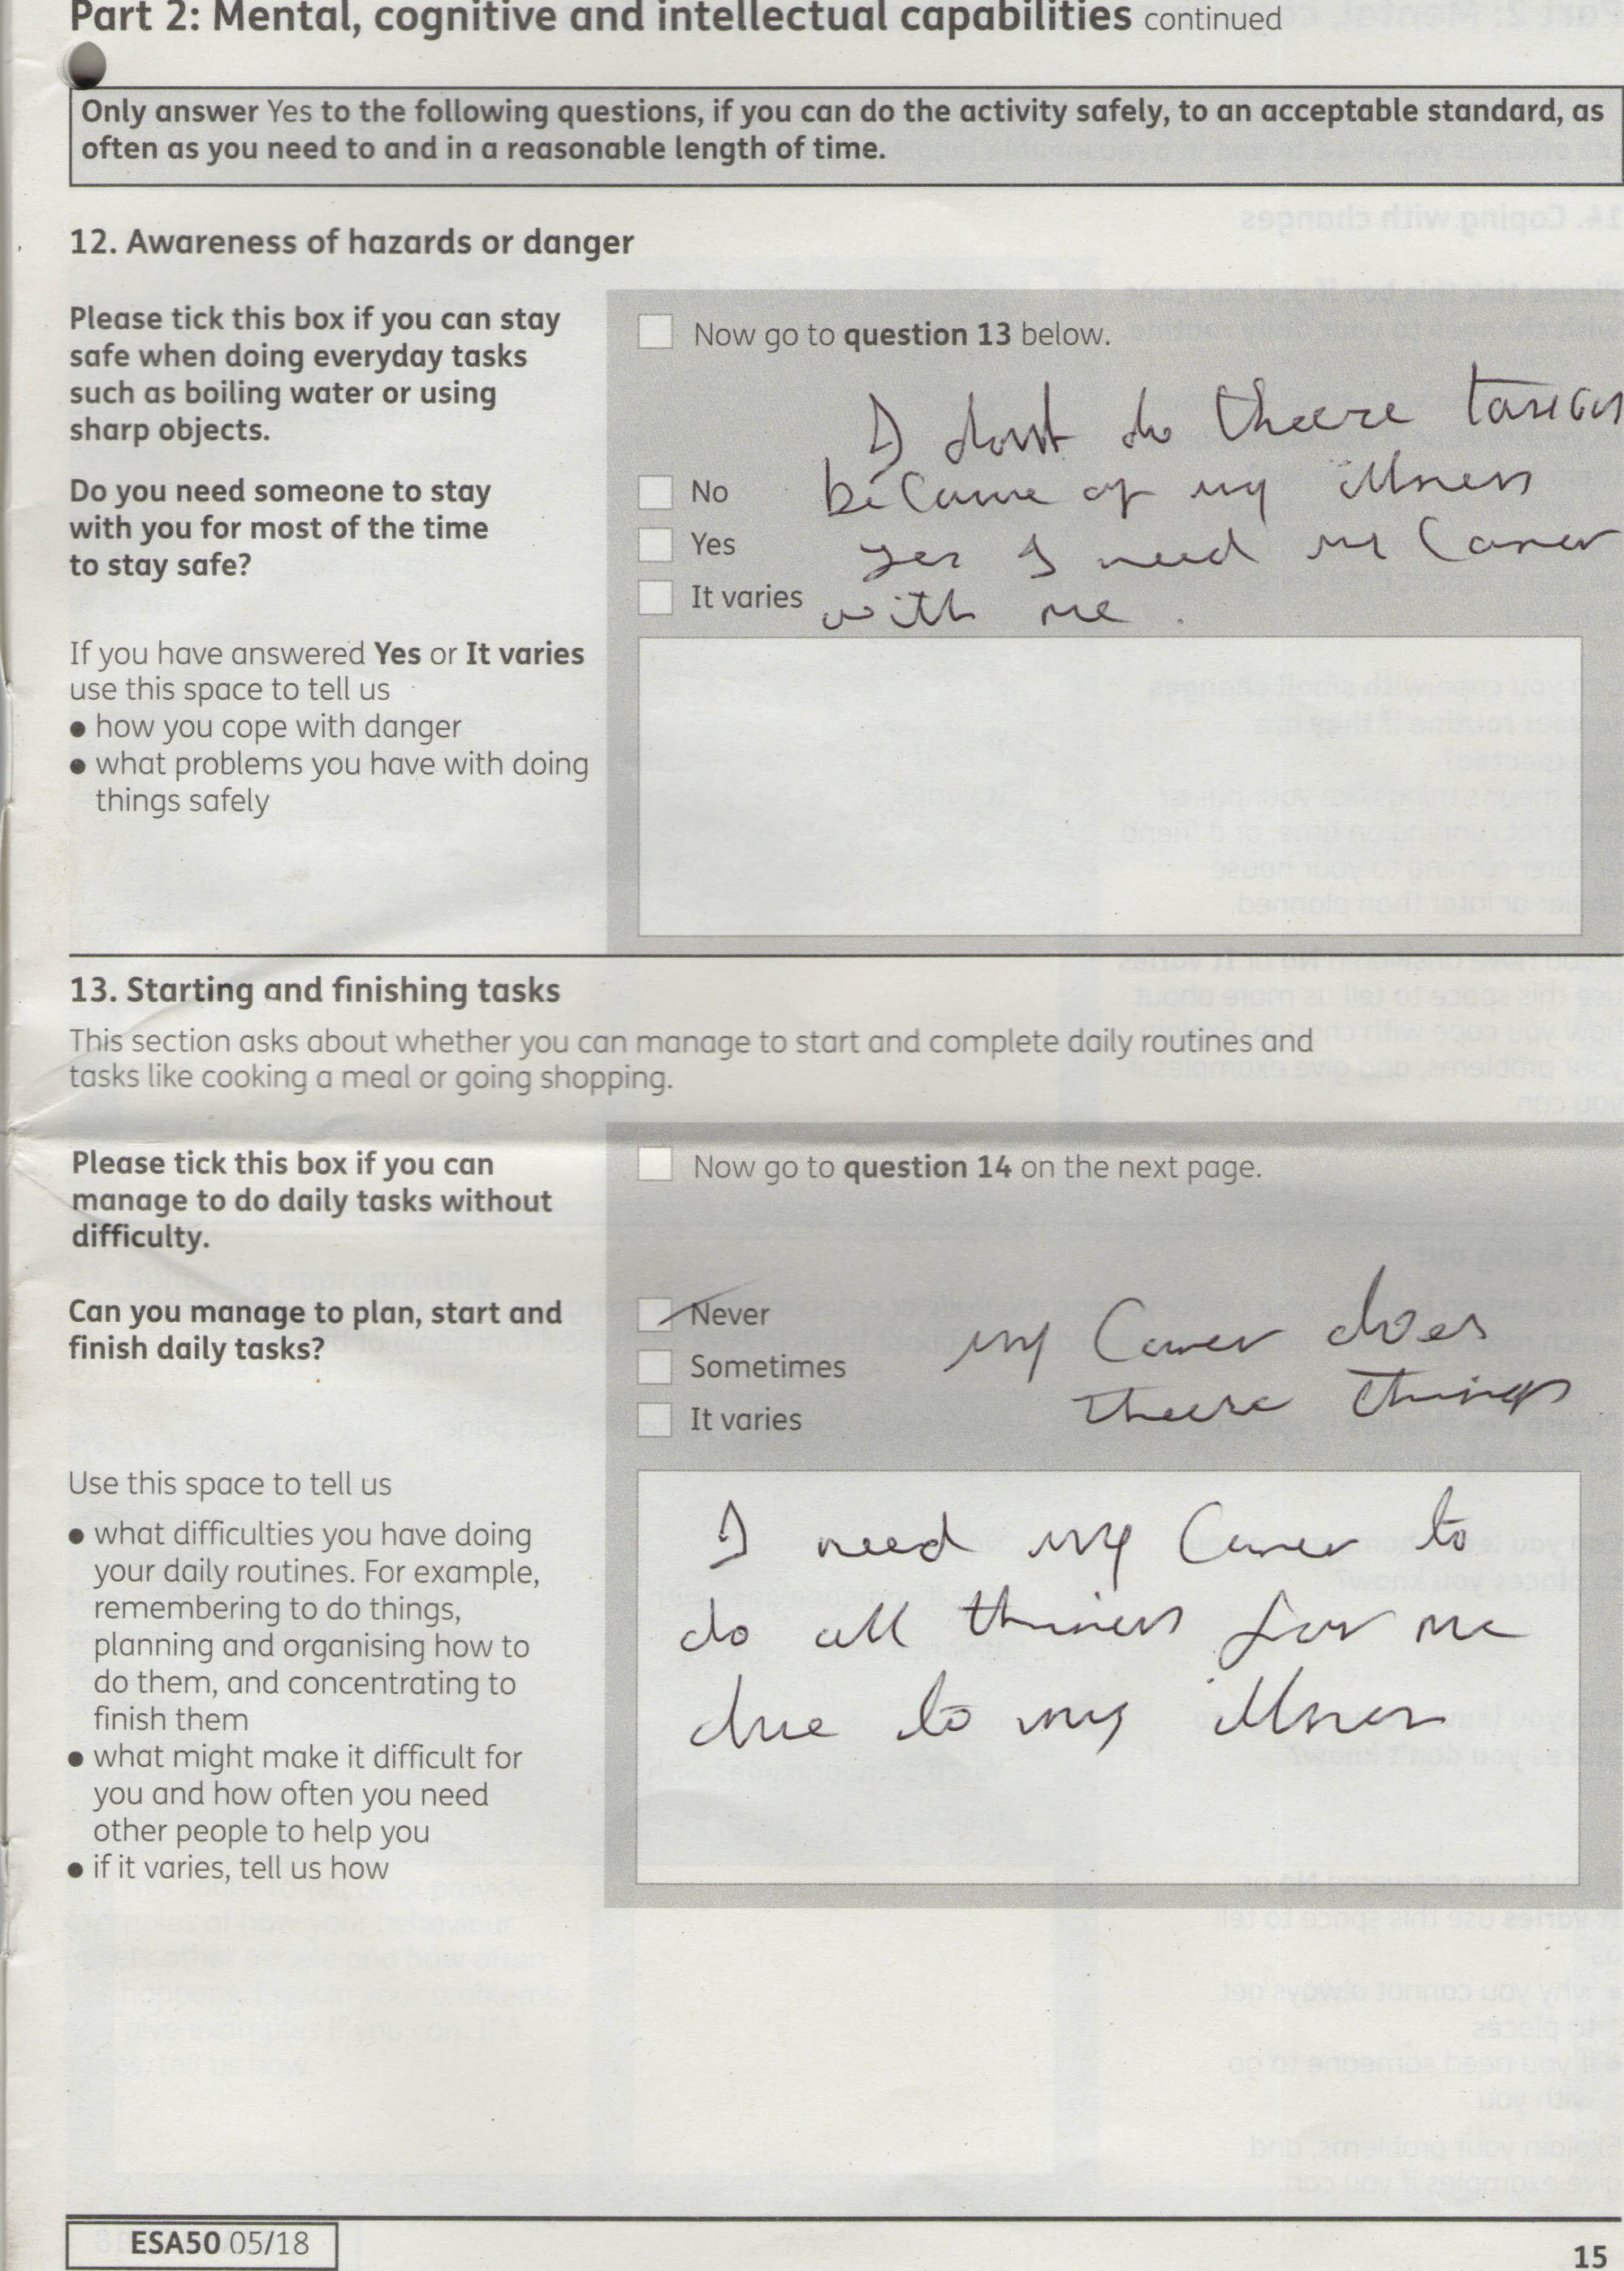 Part 2: Mental, cognitive and intellectual capabilities continued
Only answer Yes to the following questions, if you can do the activity safely, to an acceptable standard, as
often as you need to and in a reasonable length of time.
12. Awareness of hazards or danger
Please tick this box if you can stay
safe when doing everyday tasks
such as boiling water or using
sharp objects.
Now go to question 13 below.
I dont do these
because of my illness
yes I need my Carer
with me.
Do you need someone to stay
with you for most of the time
to stay safe?
No
Yes
It varies
If you have answered Yes or It varies
use this space to tell us
• how you cope with danger
• what problems you have with doing
things safely
13. Starting and finishing tasks
This section asks about whether you can manage to start and complete daily routines and
tasks like cooking a meal or going shopping.
Please tick this box if you can
manage to do daily tasks without
difficulty.
Now go to question 14 on the next page.
Can you manage to plan, start and
finish daily tasks?
Never
Sometimes
It varies
my Carer does
these things
Use this space to tell us
• what difficulties you have doing
your daily routines. For example,
remembering to do things,
planning and organising how to
do them, and concentrating to
finish them
• what might make it difficult for
you and how often you need
other people to help you
• if it varies, tell us how
I need my Carer to
do all things for me
due to my illness
ESA50 05/18
15